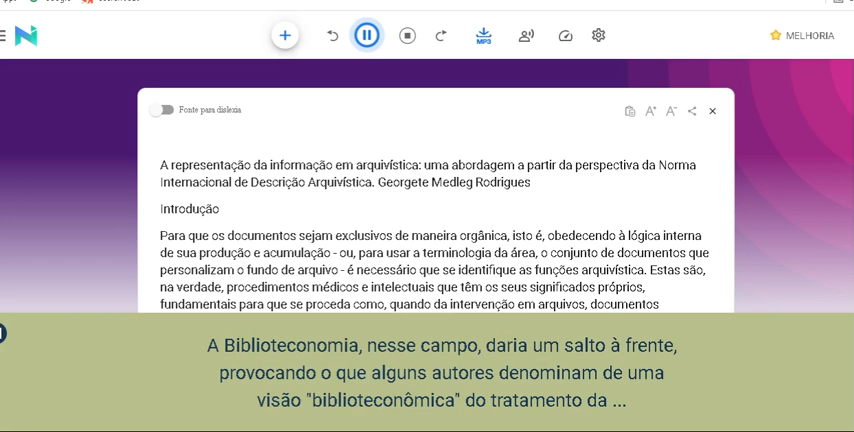 MP3
MELHORIA
Fonte para dislexia
A representação da informação em arquivística: uma abordagem a partir da perspectiva da Norma
Internacional de Descrição Arquivística. Georgete Medleg Rodrigues
Introdução
Para que os documentos sejam exclusivos de maneira orgânica, isto é, obedecendo à lógica interna
de sua produção e acumulação - ou, para usar a terminologia da área, o conjunto de documentos que
personalizam o fundo de arquivo - é necessário que se identifique as funções arquivística. Estas são,
na verdade, procedimentos médicos e intelectuais que têm os seus significados próprios,
fundamentais para que se proceda como, quando da intervenção em arquivos, documentos
A Biblioteconomia, nesse campo, daria um salto à frente,
provocando o que alguns autores denominam de uma
visão "biblioteconômica" do tratamento da ...